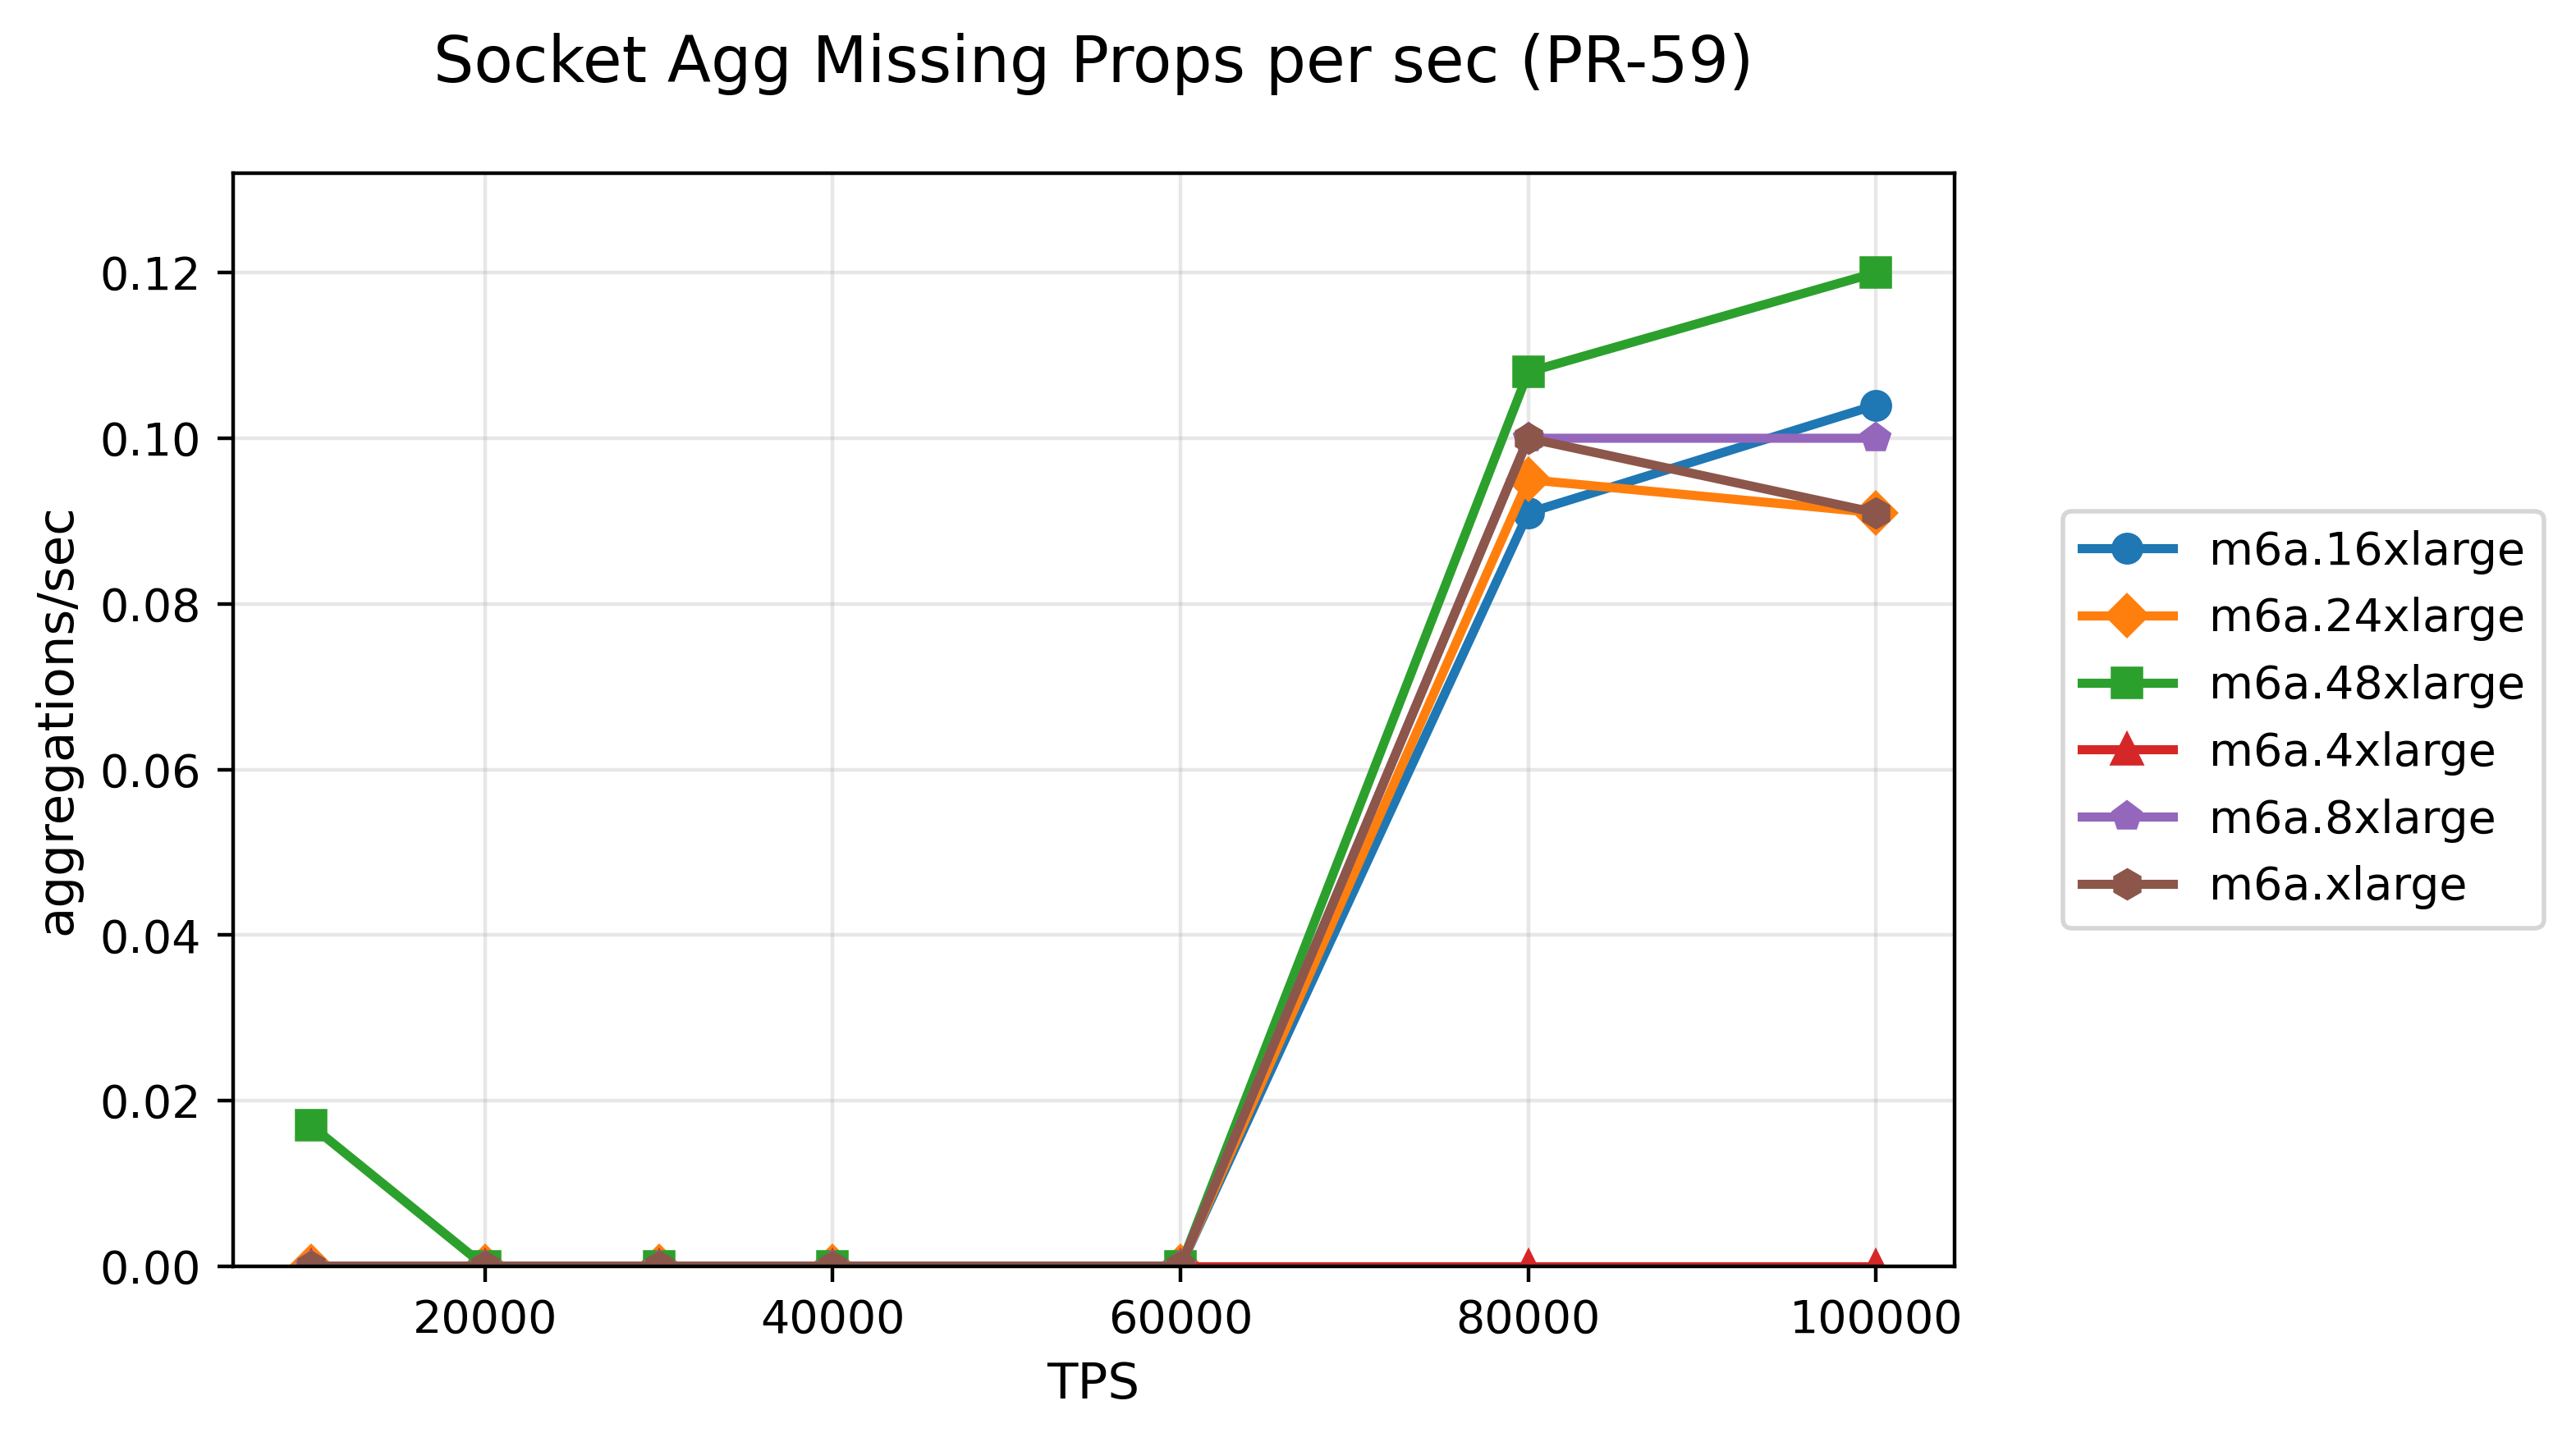 Socket Agg Missing Props per sec (PR-59)
aggregations/sec
0.12
0.10
0.08
0.06
0.04
0.02
0.00
20000
40000
60000
80000
100000
TPS
m6a.16xlarge
m6a.24xlarge
m6a.48xlarge
m6a.4xlarge
m6a.8xlarge
m6a.xlarge